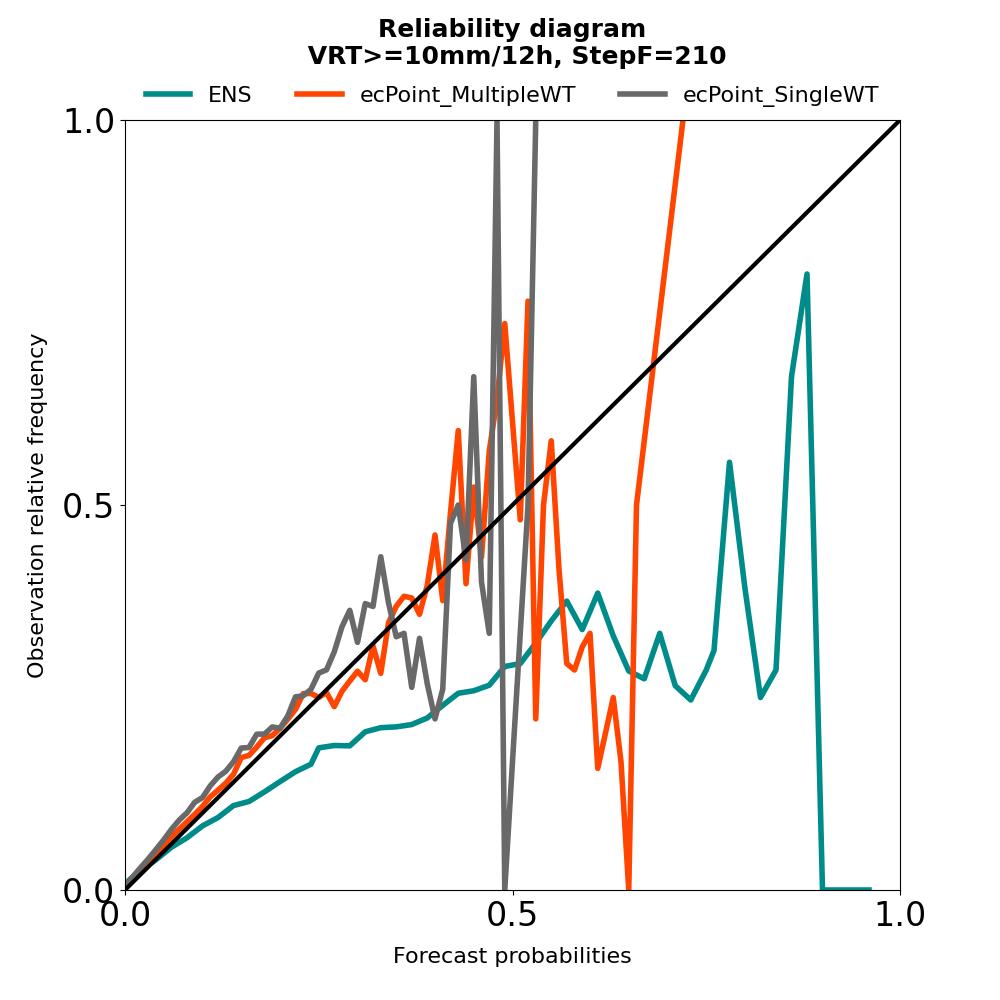 Reliability diagram
VRT>=10mm/12h, StepF=210
ENS ecPoint_MultipleWT ecPoint_SingleWT
1.0
0.5
0.0
0.0 0.5 1.0
Observation relative frequency
Forecast probabilities